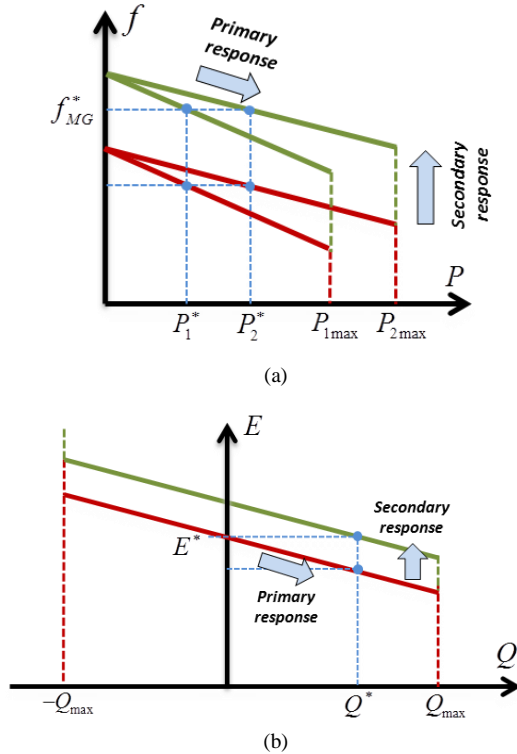 f
Primary
response
f*MG
Secondary
response
P
P*1 P*2 P1max P2max
(a)
E
Secondary
response
E*
Primary
response
Q
−Qmax Q* Qmax
(b)